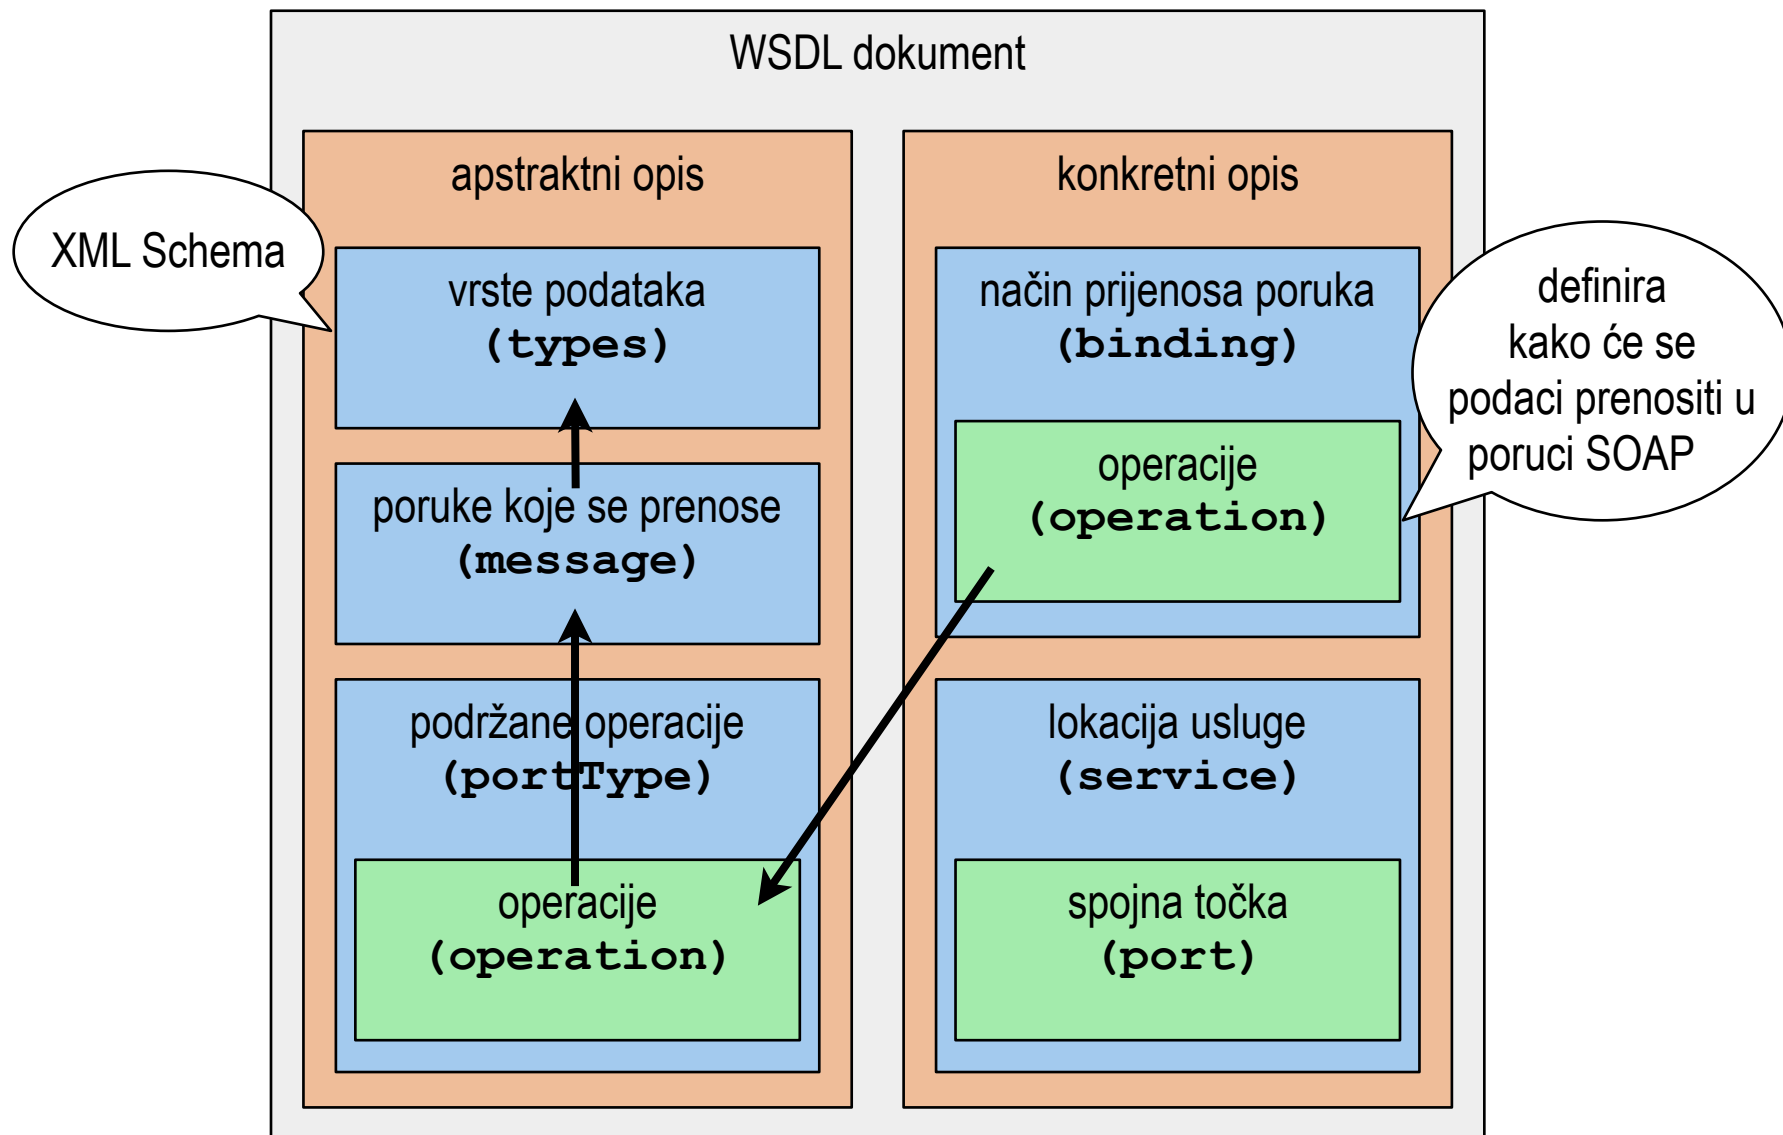 WSDL dokument
apstraktni opis
XML Schema
vrste podataka
(types)
poruke koje se prenose
(message)
podržane operacije
(portType)
operacije
(operation)
konkretni opis
način prijenosa poruka
(binding)
operacije
(operation)
definira
kako će se
podaci prenositi u
poruci SOAP
lokacija usluge
(service)
spojna točka
(port)